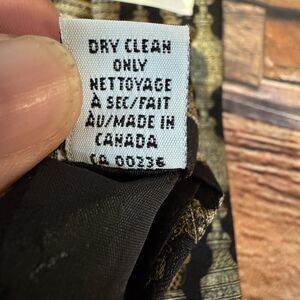 DRY CLEAN
ONLY
NETTOYAGE
À SEC/FAIT
AU/MADE IN
CANADA
CA 00236